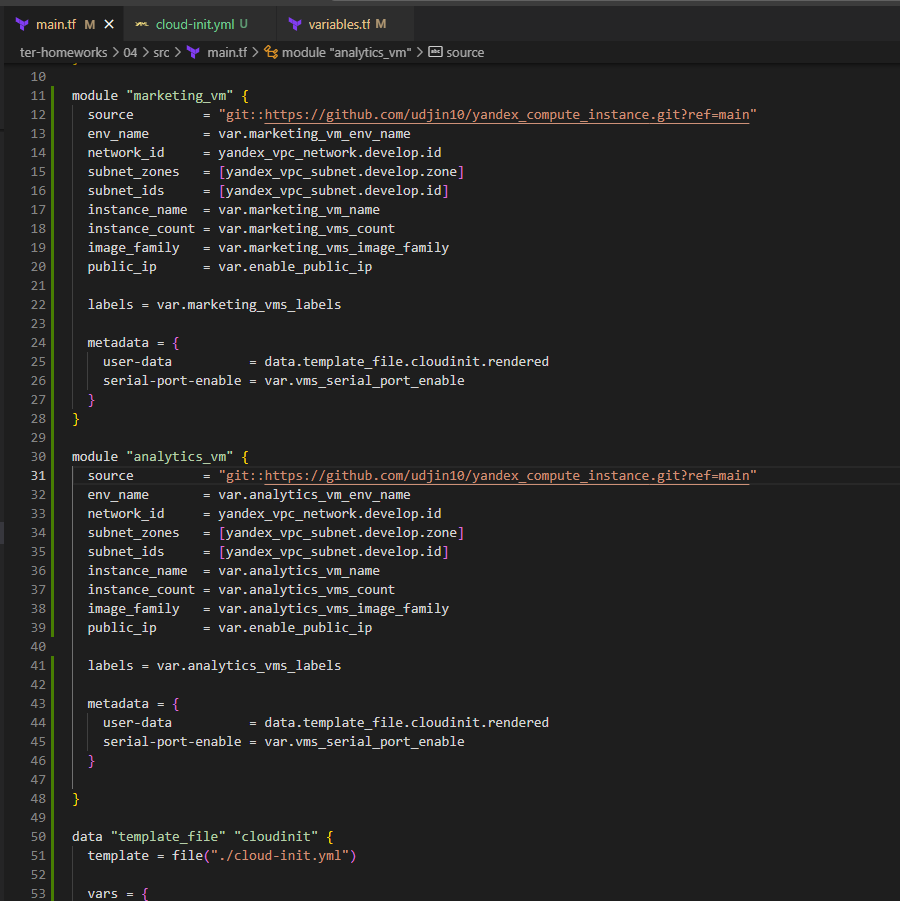 main.tf M × cloud-init.yml U variables.tf M
ter-homeworks > 04 > src > main.tf > module "analytics_vm" > source
10
11 module "marketing_vm" {
12   source         = "git::https://github.com/udjin10/yandex_compute_instance.git?ref=main"
13   env_name       = var.marketing_vm_env_name
14   network_id     = yandex_vpc_network.develop.id
15   subnet_zones   = [yandex_vpc_subnet.develop.zone]
16   subnet_ids     = [yandex_vpc_subnet.develop.id]
17   instance_name  = var.marketing_vm_name
18   instance_count = var.marketing_vms_count
19   image_family   = var.marketing_vms_image_family
20   public_ip      = var.enable_public_ip
21
22   labels = var.marketing_vms_labels
23
24   metadata = {
25     user-data          = data.template_file.cloudinit.rendered
26     serial-port-enable = var.vms_serial_port_enable
27   }
28 }
29
30 module "analytics_vm" {
31   source         = "git::https://github.com/udjin10/yandex_compute_instance.git?ref=main"
32   env_name       = var.analytics_vm_env_name
33   network_id     = yandex_vpc_network.develop.id
34   subnet_zones   = [yandex_vpc_subnet.develop.zone]
35   subnet_ids     = [yandex_vpc_subnet.develop.id]
36   instance_name  = var.analytics_vm_name
37   instance_count = var.analytics_vms_count
38   image_family   = var.analytics_vms_image_family
39   public_ip      = var.enable_public_ip
40
41   labels = var.analytics_vms_labels
42
43   metadata = {
44     user-data          = data.template_file.cloudinit.rendered
45     serial-port-enable = var.vms_serial_port_enable
46   }
47
48 }
49
50 data "template_file" "cloudinit" {
51   template = file("./cloud-init.yml")
52
53   vars = {